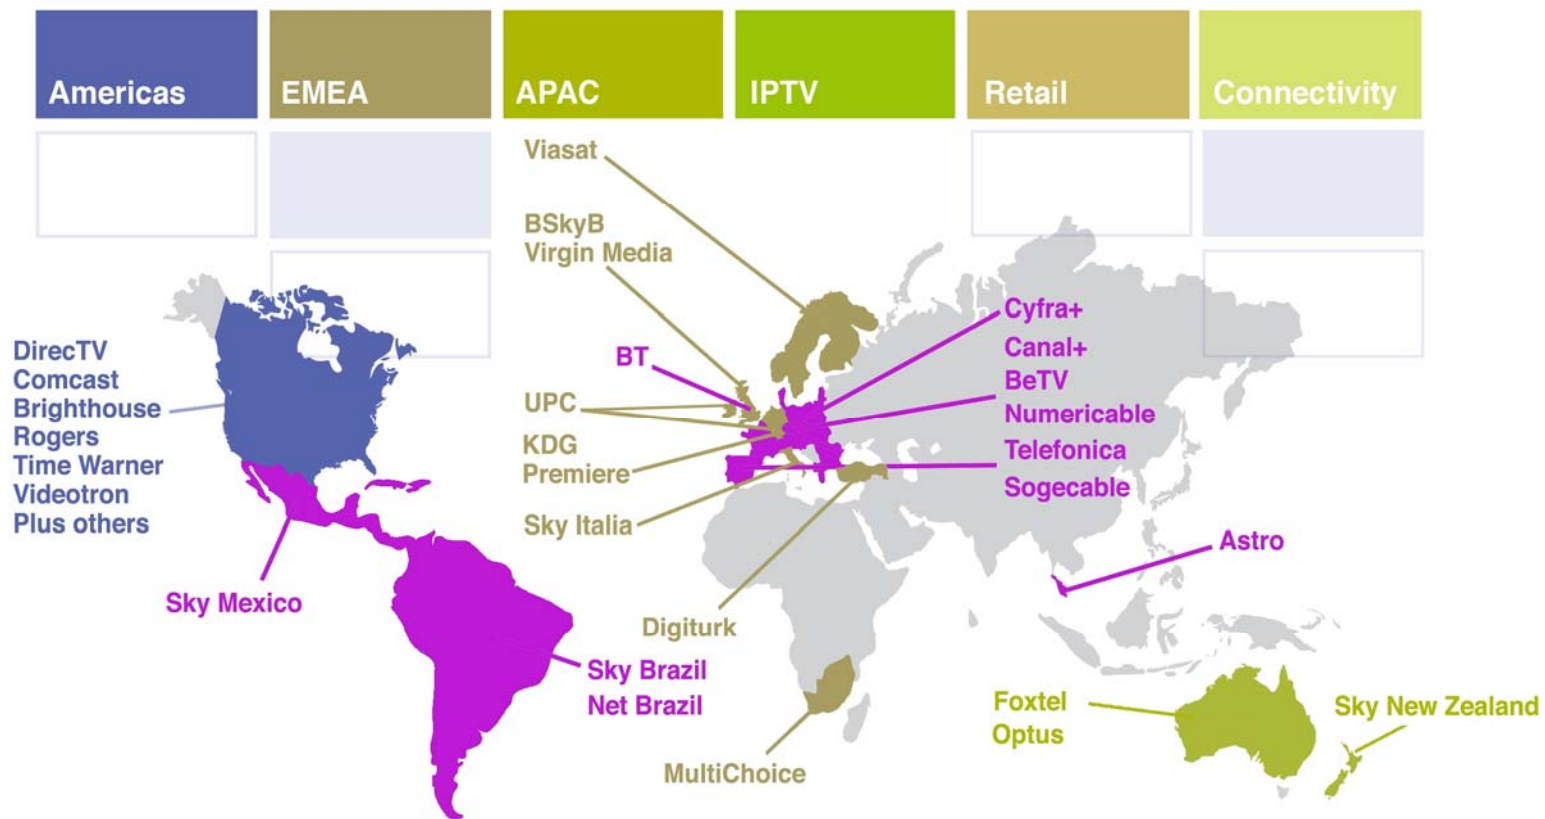 Americas
EMEA
APAC
IPTV
Retail
Connectivity
Viasat
BSkyB
Virgin Media
BT
UPC
KDG
Premiere
Sky Italia
Digiturk
MultiChoice
DirecTV
Comcast
Brighthouse
Rogers
Time Warner
Videotron
Plus others
Sky Mexico
Sky Brazil
Net Brazil
Cyfra+
Canal+
BeTV
Numericable
Telefonica
Sogecable
Astro
Foxtel
Optus
Sky New Zealand